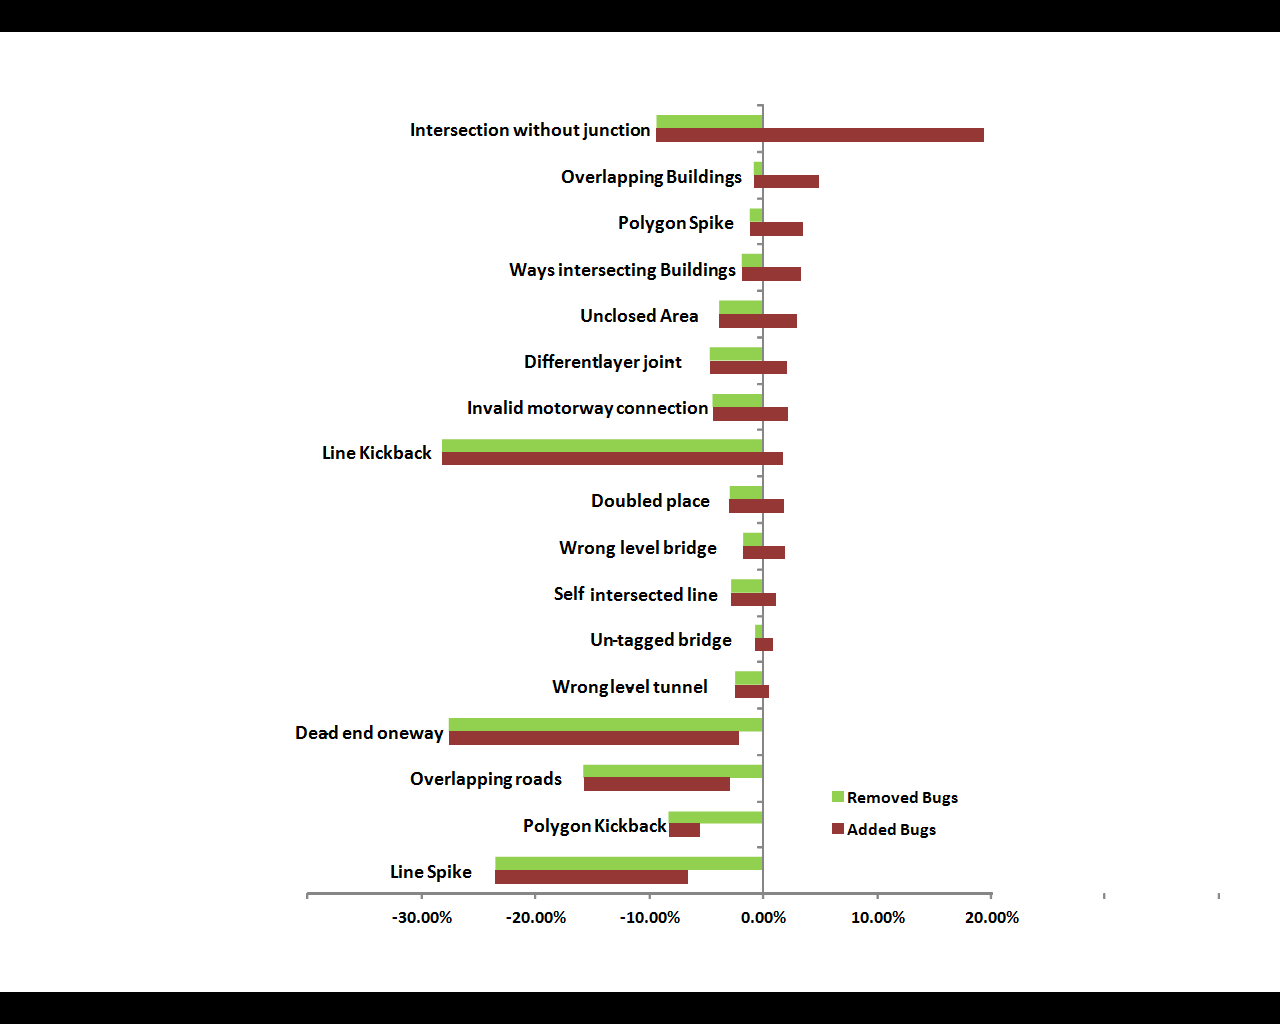 Intersection without junction
Overlapping Buildings
Polygon Spike
Ways intersecting Buildings
Unclosed Area
Differentlayer joint
Invalid motorway connection
Line Kickback
Doubled place
Wrong level bridge
Self intersected line
Un-tagged bridge
Wronglevel tunnel
Dead end oneway
Overlapping roads
Removed Bugs
Polygon Kickback
Added Bugs
Line Spike
-30.00% -20.00% -10.00% 0.00% 10.00% 20.00%